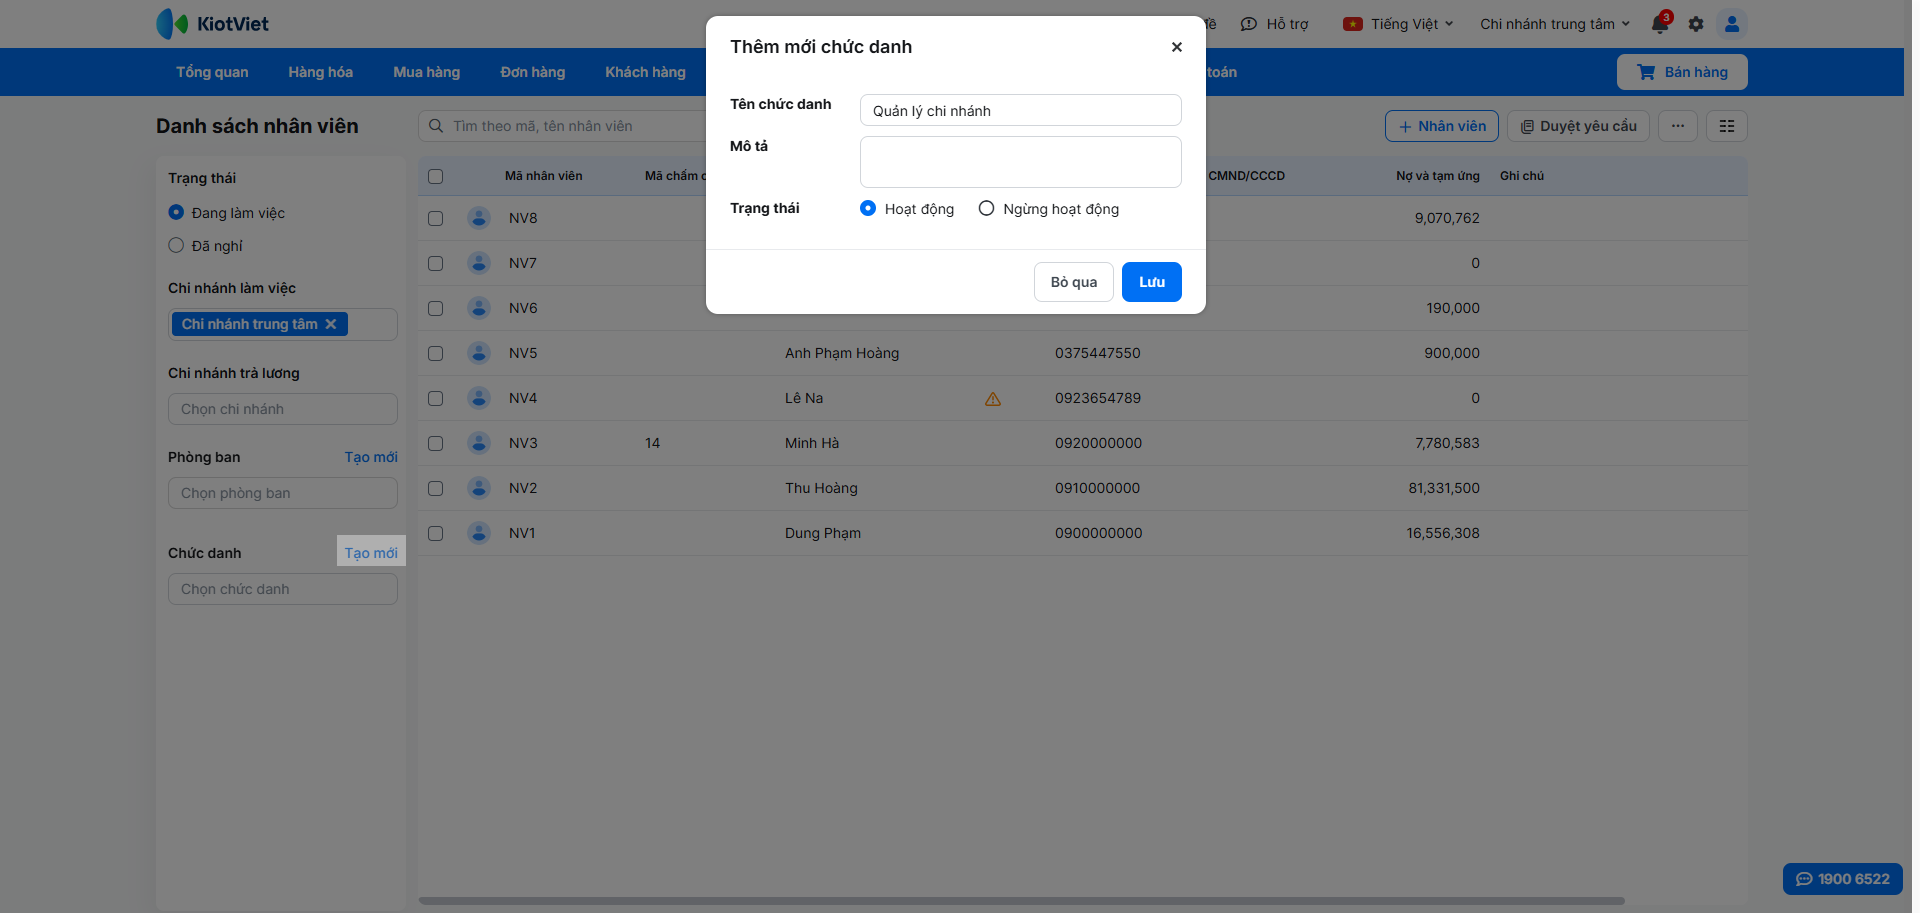 KiotViet
Hỗ trợ
Tiếng Việt
Chi nhánh trung tâm
3
Tổng quan
Hàng hóa
Mua hàng
Đơn hàng
Khách hàng
toán
Bán hàng
Thêm mới chức danh
Tên chức danh
Quản lý chi nhánh
Mô tả
Trạng thái
Hoạt động
Ngừng hoạt động
Bỏ qua
Lưu
Danh sách nhân viên
Tìm theo mã, tên nhân viên
Nhân viên
Duyệt yêu cầu
Trạng thái
Đang làm việc
Đã nghỉ
Chi nhánh làm việc
Chi nhánh trung tâm
Chi nhánh trả lương
Chọn chi nhánh
Phòng ban
Tạo mới
Chọn phòng ban
Chức danh
Tạo mới
Chọn chức danh
Mã nhân viên
Mã chấm
CMND/CCCD
Nợ và tạm ứng
Ghi chú
NV8 9,070,762
NV7 0
NV6 190,000
NV5 Anh Phạm Hoàng 0375447550 900,000
NV4 Lê Na 0923654789 0
NV3 14 Minh Hà 0920000000 7,780,583
NV2 Thu Hoàng 0910000000 81,331,500
NV1 Dung Phạm 0900000000 16,556,308
1900 6522